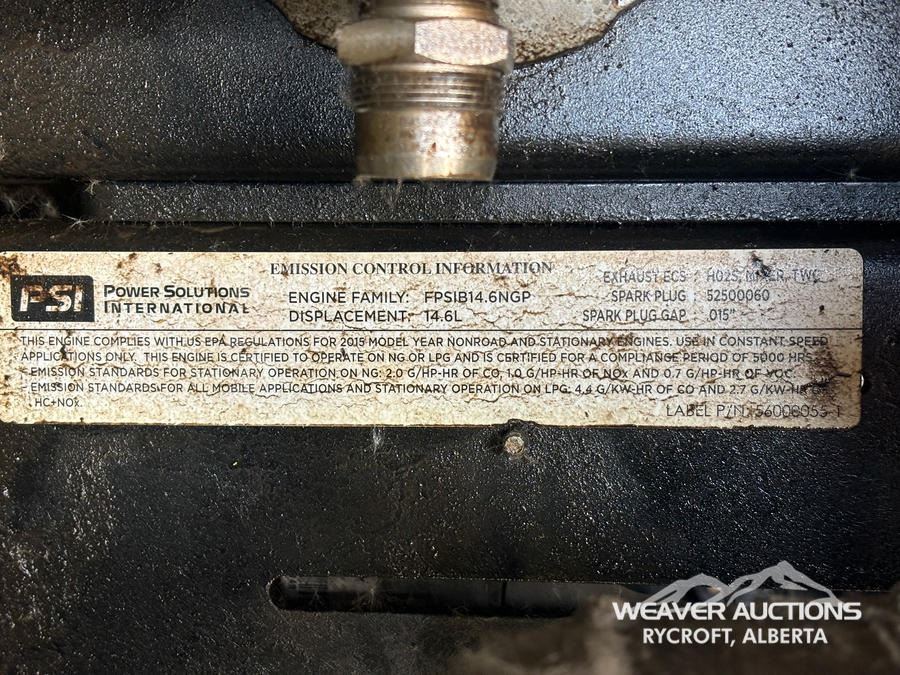 PSI POWER SOLUTIONS INTERNATIONAL
EMISSION CONTROL INFORMATION
ENGINE FAMILY: FPSIB14.6NGP
DISPLACEMENT: 14.6L
EXHAUST ECS : HO2S, MIXER, TWC
SPARK PLUG : 52500060
SPARK PLUG GAP : .015"
THIS ENGINE COMPLIES WITH US EPA REGULATIONS FOR 2015 MODEL YEAR NONROAD AND STATIONARY ENGINES. USE IN CONSTANT SPEED
APPLICATIONS ONLY. THIS ENGINE IS CERTIFIED TO OPERATE ON NG OR LPG AND IS CERTIFIED FOR A COMPLIANCE PERIOD OF 5000 HRS.
- EMISSION STANDARDS FOR STATIONARY OPERATION ON NG: 2.0 G/HP-HR OF CO, 1.0 G/HP-HR OF NOx AND 0.7 G/HP-HR OF VOC.
- EMISSION STANDARDS FOR ALL MOBILE APPLICATIONS AND STATIONARY OPERATION ON LPG: 4.4 G/KW-HR OF CO AND 2.7 G/KW-HR OF
HC+NOx.
LABEL P/N: 56008055-1
WEAVER AUCTIONS
RYCROFT, ALBERTA